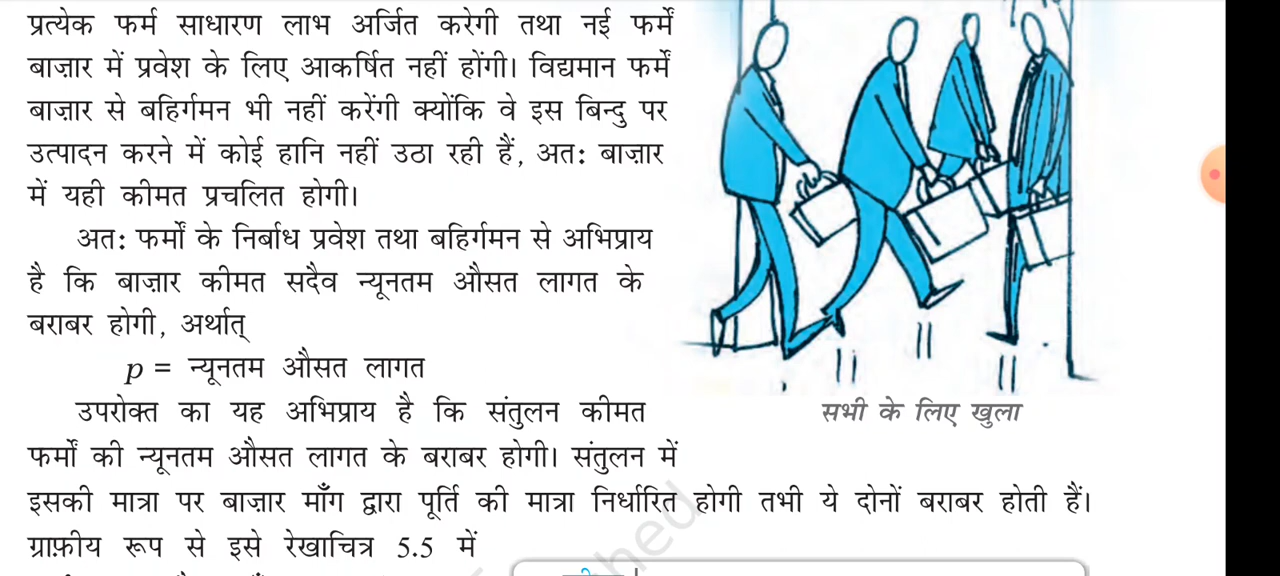 प्रत्येक फर्म साधारण लाभ अर्जित करेगी तथा नई फर्में
बाज़ार में प्रवेश के लिए आकर्षित नहीं होंगी। विद्यमान फर्में
बाज़ार से बहिर्गमन भी नहीं करेंगी क्योंकि वे इस बिन्दु पर
उत्पादन करने में कोई हानि नहीं उठा रही हैं, अत: बाज़ार
में यही कीमत प्रचलित होगी।
अत: फर्मों के निर्बाध प्रवेश तथा बहिर्गमन से अभिप्राय
है कि बाज़ार कीमत सदैव न्यूनतम औसत लागत के
बराबर होगी, अर्थात्
p = न्यूनतम औसत लागत
उपरोक्त का यह अभिप्राय है कि संतुलन कीमत
फर्मों की न्यूनतम औसत लागत के बराबर होगी। संतुलन में
इसकी मात्रा पर बाज़ार माँग द्वारा पूर्ति की मात्रा निर्धारित होगी तभी ये दोनों बराबर होती हैं।
ग्राफ़ीय रूप से इसे रेखाचित्र 5.5 में
सभी के लिए खुला
hed